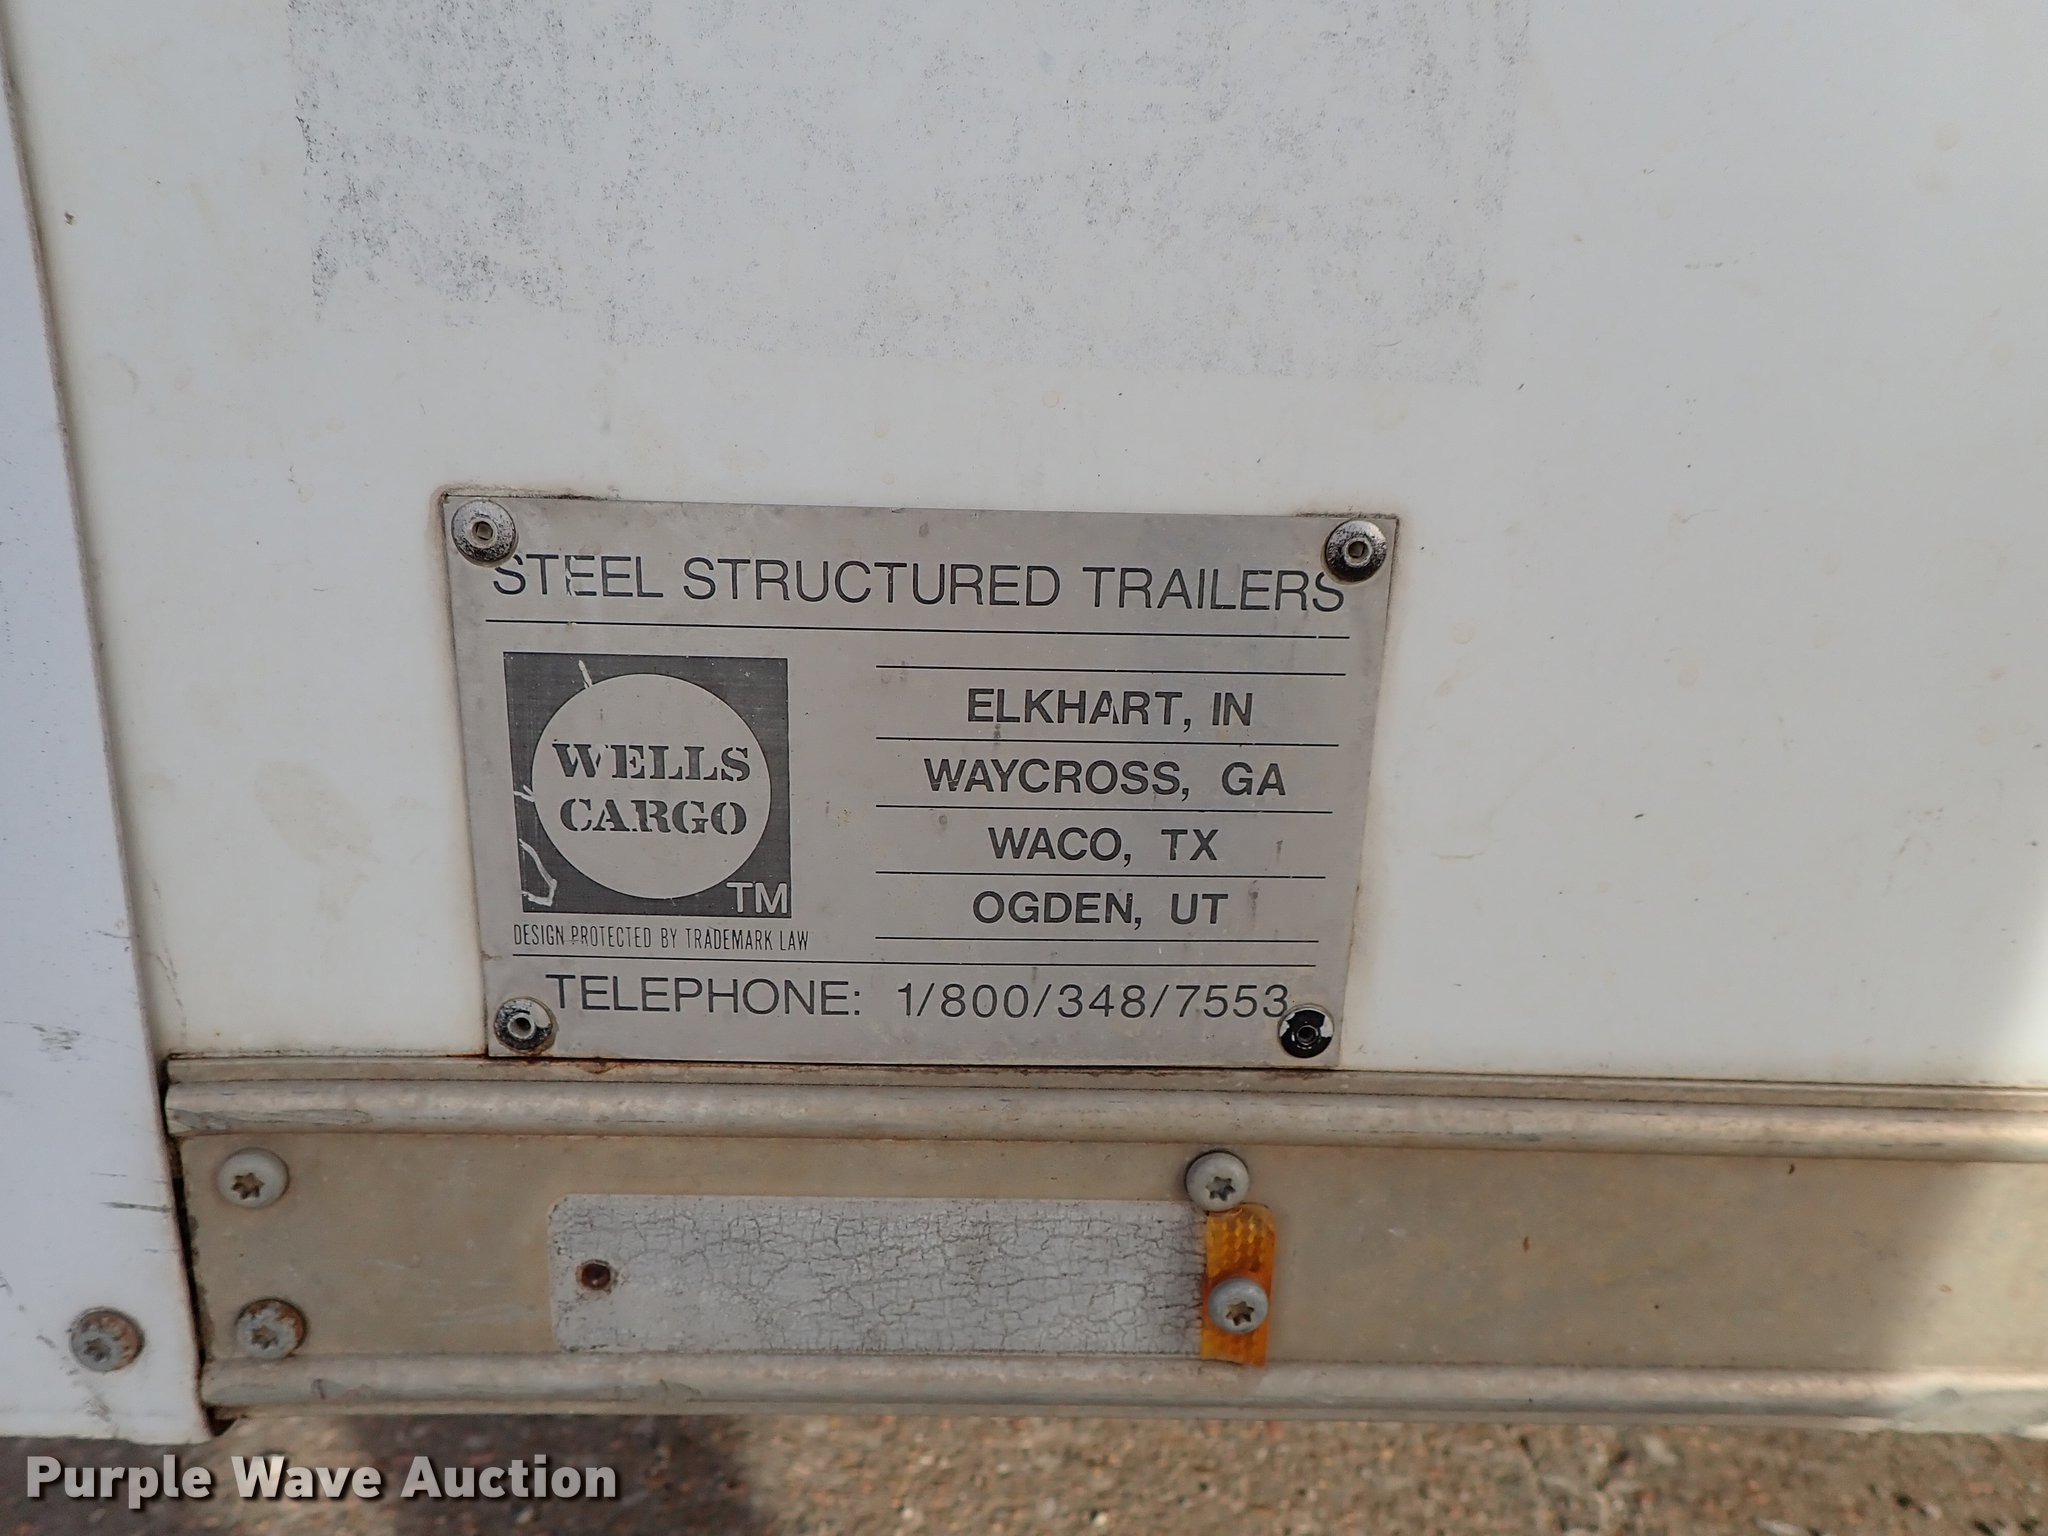 STEEL STRUCTURED TRAILERS
WELLS
CARGO
TM
DESIGN PROTECTED BY TRADEMARK LAW
ELKHART, IN
WAYCROSS, GA
WACO, TX
OGDEN, UT
TELEPHONE: 1/800/348/7553
Purple Wave Auction